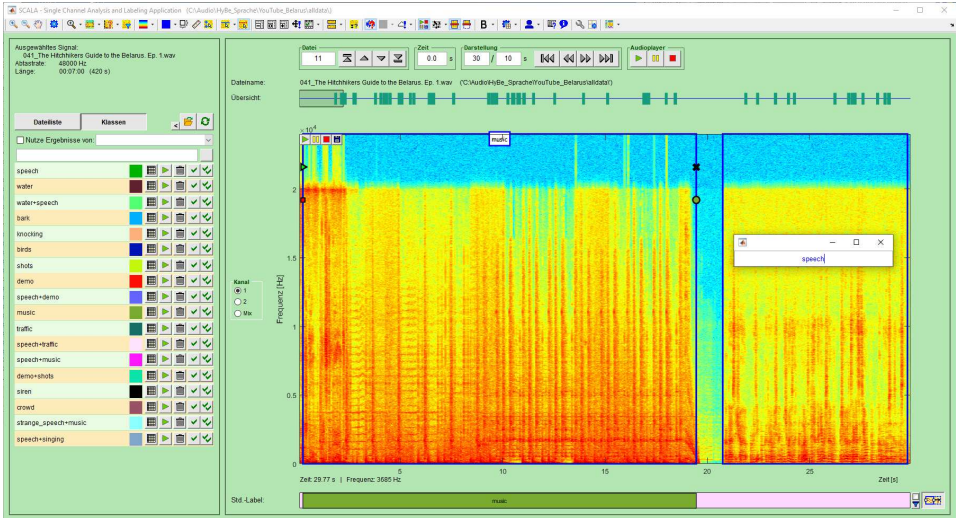 SCALA - Single Channel Analysis and Labeling Application (C:\Audio\HyBe_Sprache\YouTube_Belarus\alldata\)
Ausgewähltes Signal:
041_The Hitchhikers Guide to the Belarus. Ep. 1.wav
Abtastrate: 48000 Hz
Länge: 00:07:00 (420 s)
Datei
11
Zeit
0.0 s
Darstellung
30 / 10 s
Audioplayer
Dateiname: 041_The Hitchhikers Guide to the Belarus. Ep. 1.wav ('C:\Audio\HyBe_Sprache\YouTube_Belarus\alldata\')
Übersicht:
Dateiliste Klassen <
Nutze Ergebnisse von:
speech
water
water+speech
bark
knocking
birds
shots
demo
speech+demo
music
traffic
speech+traffic
speech+music
demo+shots
siren
crowd
strange_speech+music
speech+singing
Kanal
1
2
Mix
×10⁴
music
speech
Frequenz [Hz]
2
1.5
1
0.5
0
5 10 15 20 25
Zeit [s]
Zeit: 29.77 s | Frequenz: 3685 Hz
Std.-Label:
music